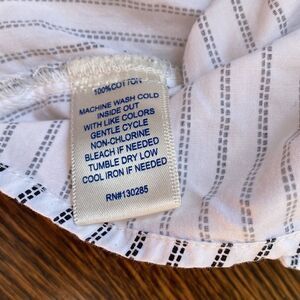 100% COTTON
MACHINE WASH COLD
INSIDE OUT
WITH LIKE COLORS
GENTLE CYCLE
NON-CHLORINE
BLEACH IF NEEDED
TUMBLE DRY LOW
COOL IRON IF NEEDED
RN#130285